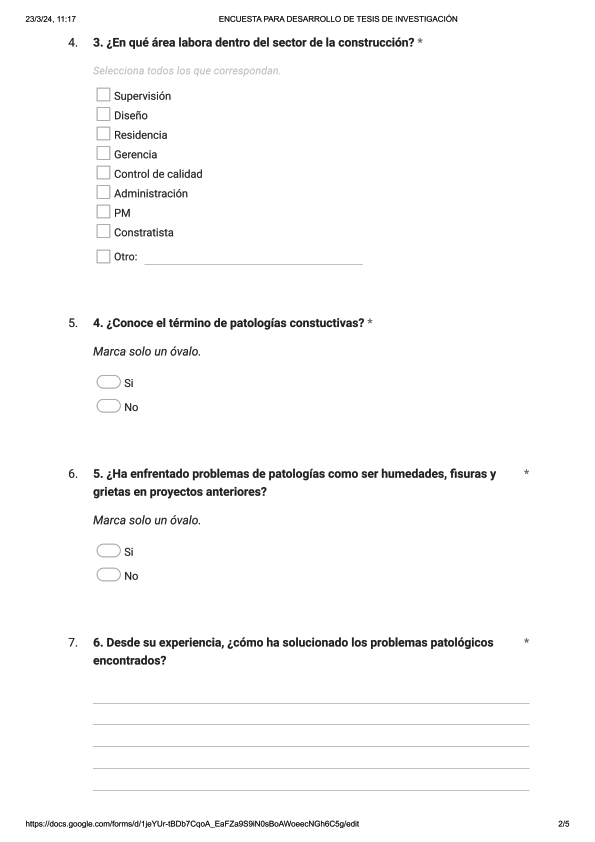 23/3/24, 11:17 ENCUESTA PARA DESARROLLO DE TESIS DE INVESTIGACIÓN
4. 3. ¿En qué área labora dentro del sector de la construcción? *
Selecciona todos los que correspondan.
Supervisión
Diseño
Residencia
Gerencia
Control de calidad
Administración
PM
Constratista
Otro:
5. 4. ¿Conoce el término de patologías constuctivas? *
Marca solo un óvalo.
Si
No
6. 5. ¿Ha enfrentado problemas de patologías como ser humedades, fisuras y *
grietas en proyectos anteriores?
Marca solo un óvalo.
Si
No
7. 6. Desde su experiencia, ¿cómo ha solucionado los problemas patológicos *
encontrados?
https://docs.google.com/forms/d/1jeYUr-tBDb7CqoA_EaFZa9S9iN0sBoAWoeecNGh6C5g/edit 2/5